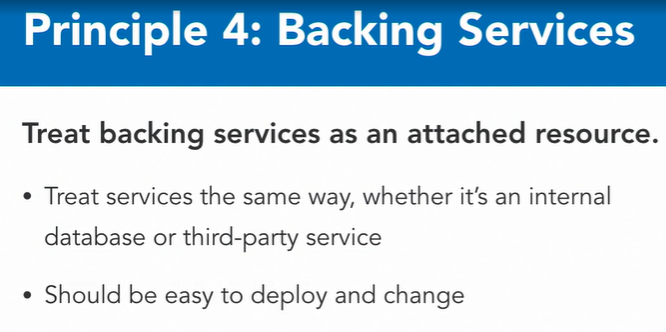 Principle 4: Backing Services
Treat backing services as an attached resource.
• Treat services the same way, whether it's an internal
database or third-party service
• Should be easy to deploy and change